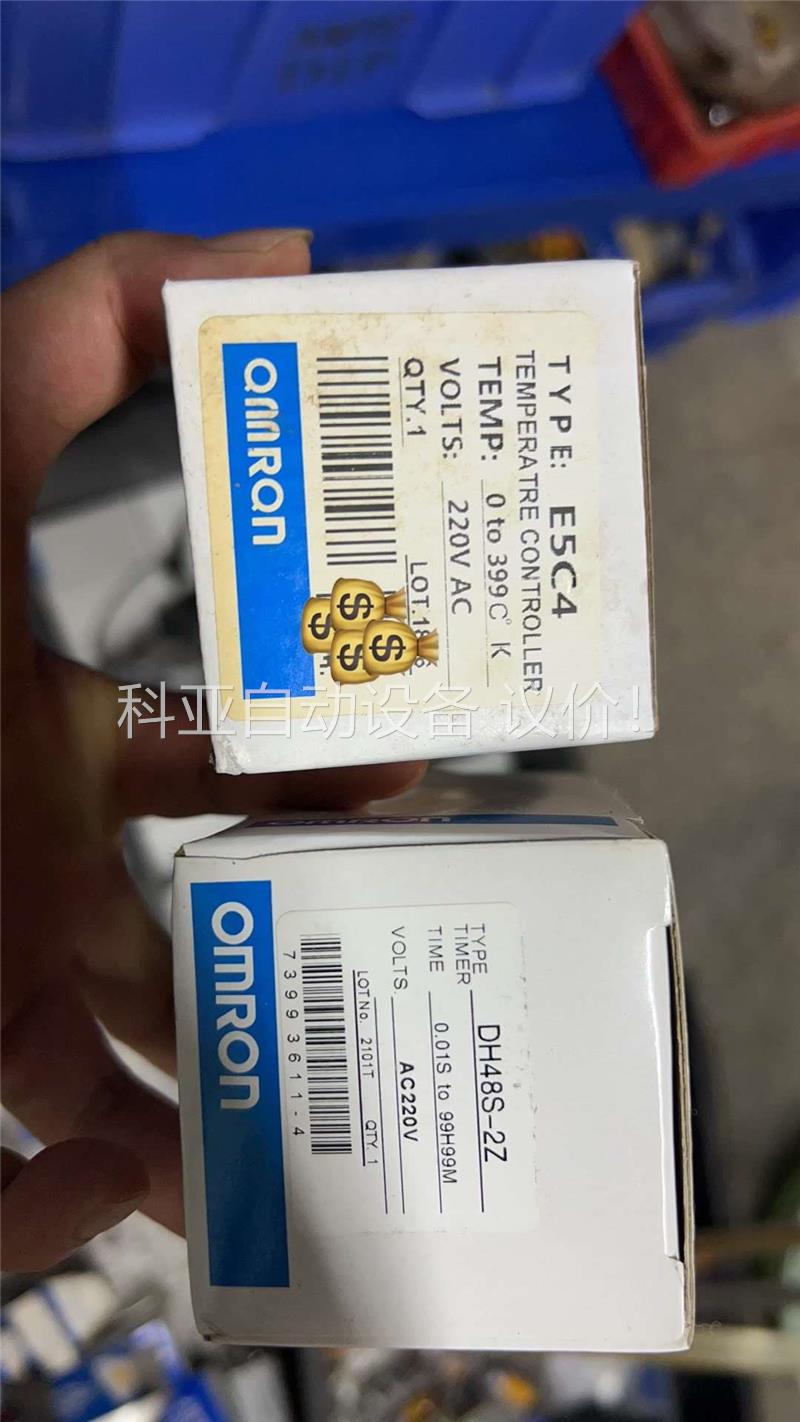 OMRON
TYPE: E5C4
TEMPERATRE CONTROLLER
TEMP: 0 to 399C° K
VOLTS: 220V AC
QTY.1
科亚自动设备 议价!
OMRON
TYPE DH48S-2Z
TIMER
TIME 0.01S to 99H99M
VOLTS. AC220V
LOT No. 2101T QTY. 1
73993611-4